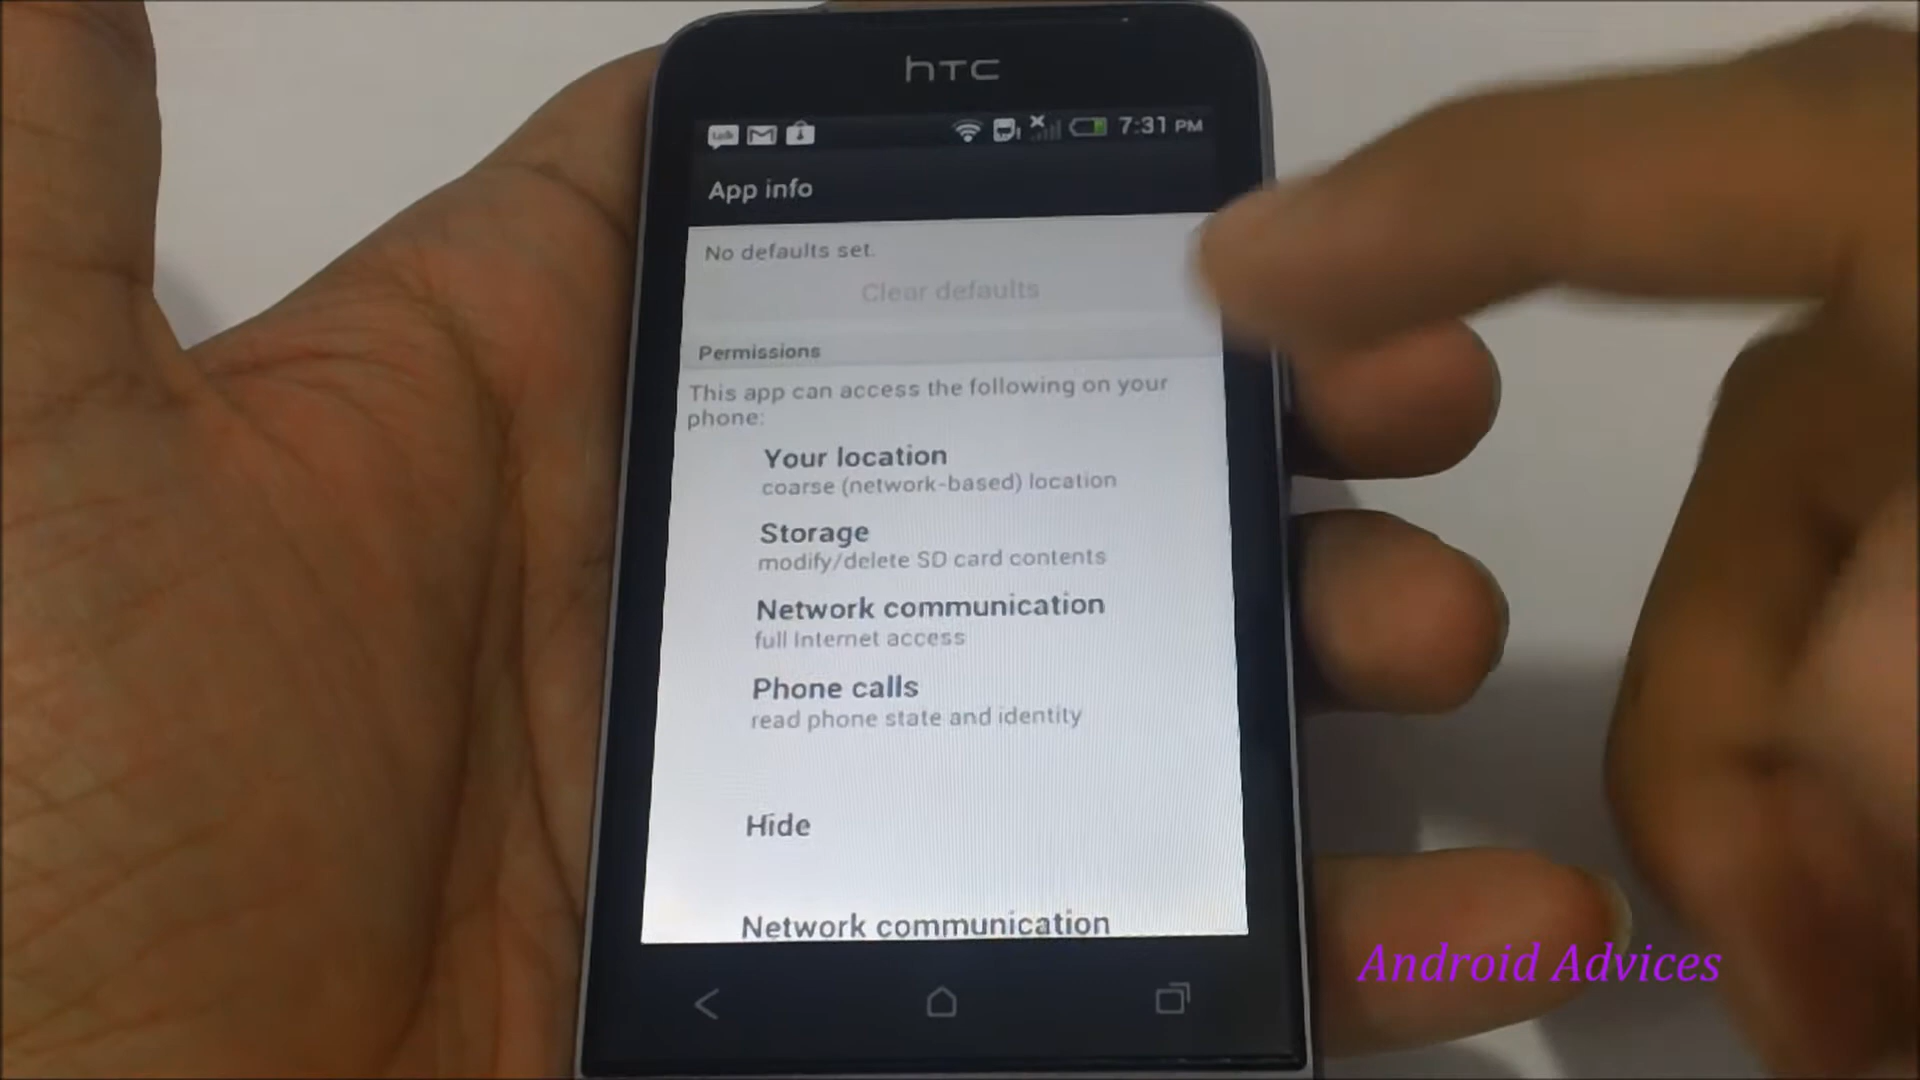 hTC
7:31 PM
App info
No defaults set.
Clear defaults
Permissions
This app can access the following on your
phone:
Your location
coarse (network-based) location
Storage
modify/delete SD card contents
Network communication
full Internet access
Phone calls
read phone state and identity
Hide
Network communication
Android Advices